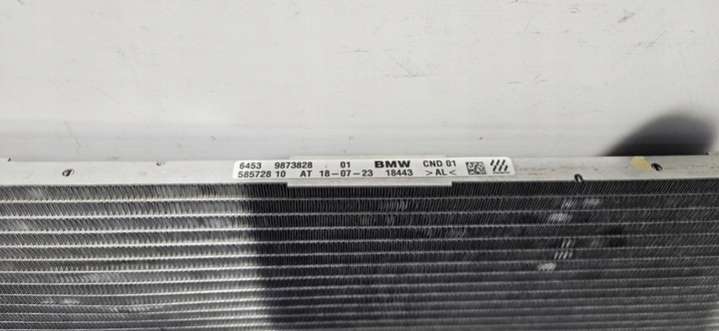 6453 9873828 01 BMW CND 01
585728 10 AT 18-07-23 18443 >AL<